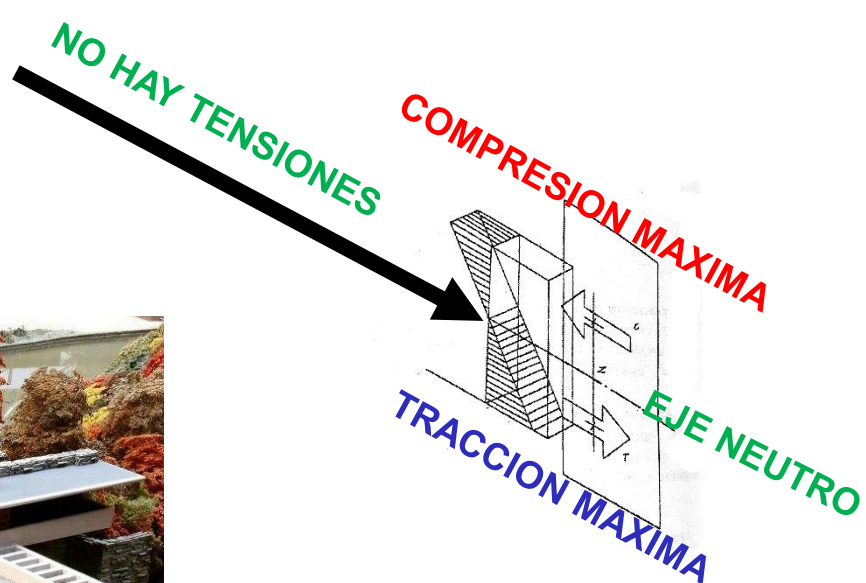 NO HAY TENSIONES
COMPRESION MAXIMA
C
Z
EJE NEUTRO
TRACCION MAXIMA
T